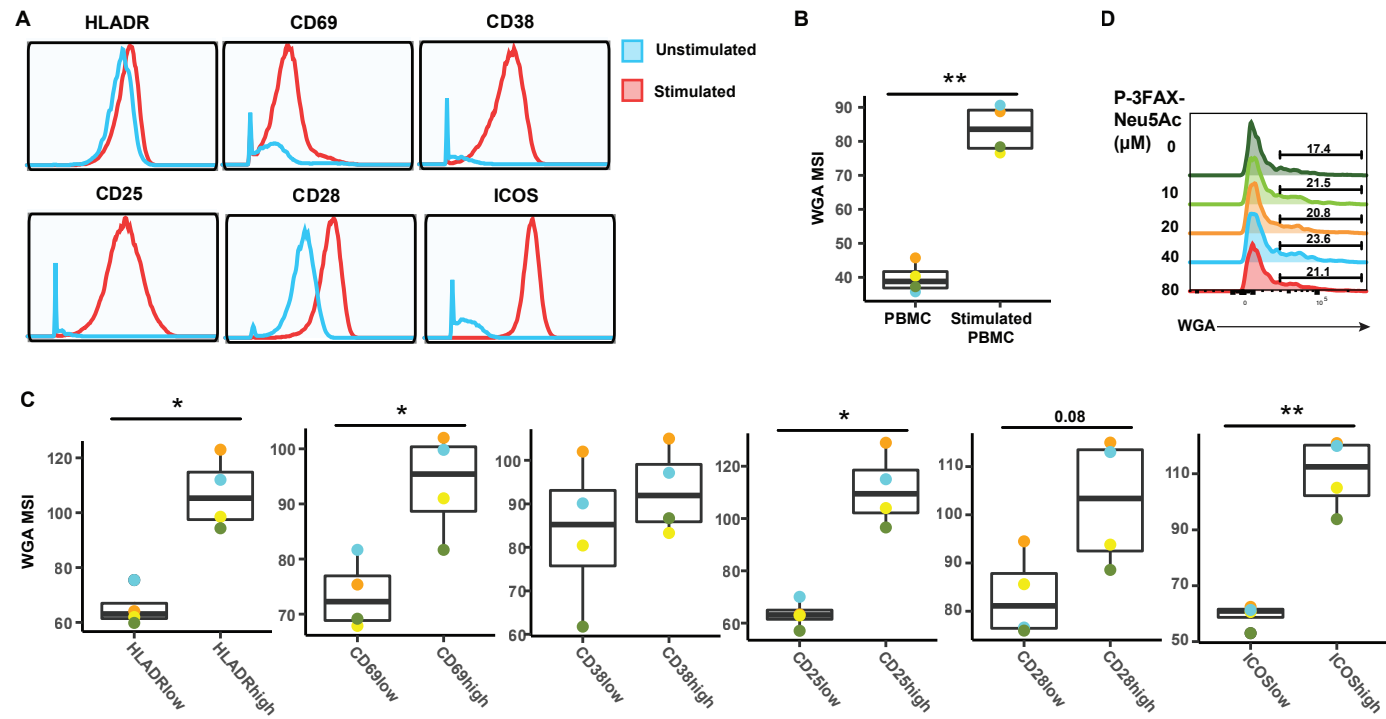 A
HLADR
CD69
CD38
Unstimulated
Stimulated
CD25
CD28
ICOS
B
**
WGA MSI
90
80
70
60
50
40
PBMC
Stimulated
PBMC
D
P-3FAX-
Neu5Ac
(µM)
0
10
20
40
80
17.4
21.5
20.8
23.6
21.1
0
10 5
WGA
C
WGA MSI
*
120
100
80
60
HLADRlow
HLADRhigh
*
100
90
80
70
CD69low
CD69high
100
90
80
70
60
CD38low
CD38high
*
120
100
80
60
CD25low
CD25high
0.08
110
100
90
80
CD28low
CD28high
**
110
90
70
50
ICOSlow
ICOShigh